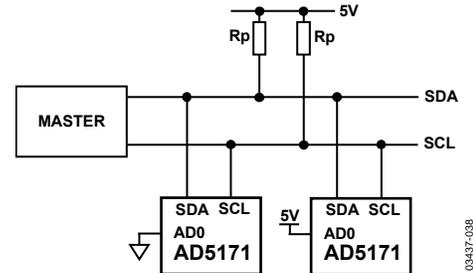 5V
Rp Rp
SDA
MASTER
SCL
SDA SCL
AD0
AD5171
5V
SDA SCL
AD0
AD5171
03437-038